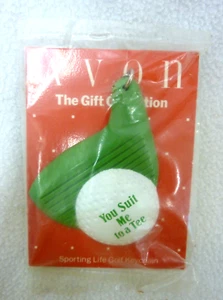 Avon
The Gift Collection
You Suit
Me
to a Tee
Sporting Life Golf Keychain